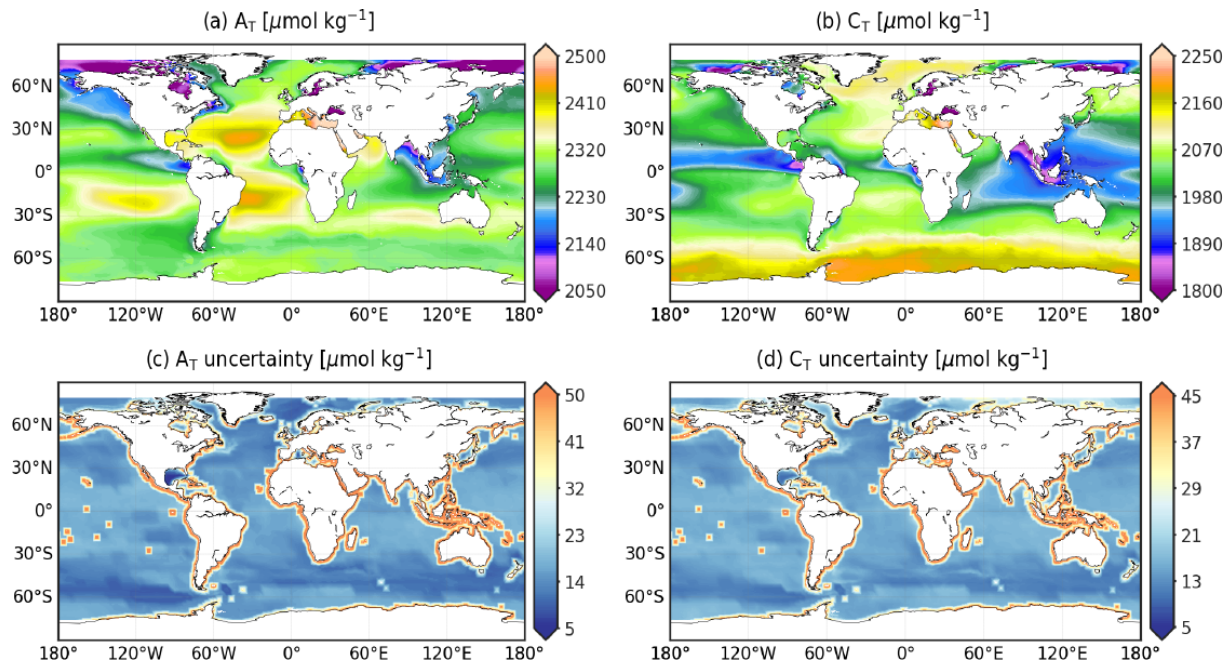 (a) A_T [μmol kg⁻¹]
(b) C_T [μmol kg⁻¹]
60°N
30°N
0°
30°S
60°S
180°
120°W
60°W
0°
60°E
120°E
180°
2500
2410
2320
2230
2140
2050
60°N
30°N
0°
30°S
60°S
180°
120°W
60°W
0°
60°E
120°E
180°
2250
2160
2070
1980
1890
1800
(c) A_T uncertainty [μmol kg⁻¹]
(d) C_T uncertainty [μmol kg⁻¹]
60°N
30°N
0°
30°S
60°S
180°
120°W
60°W
0°
60°E
120°E
180°
50
41
32
23
14
5
60°N
30°N
0°
30°S
60°S
180°
120°W
60°W
0°
60°E
120°E
180°
45
37
29
21
13
5